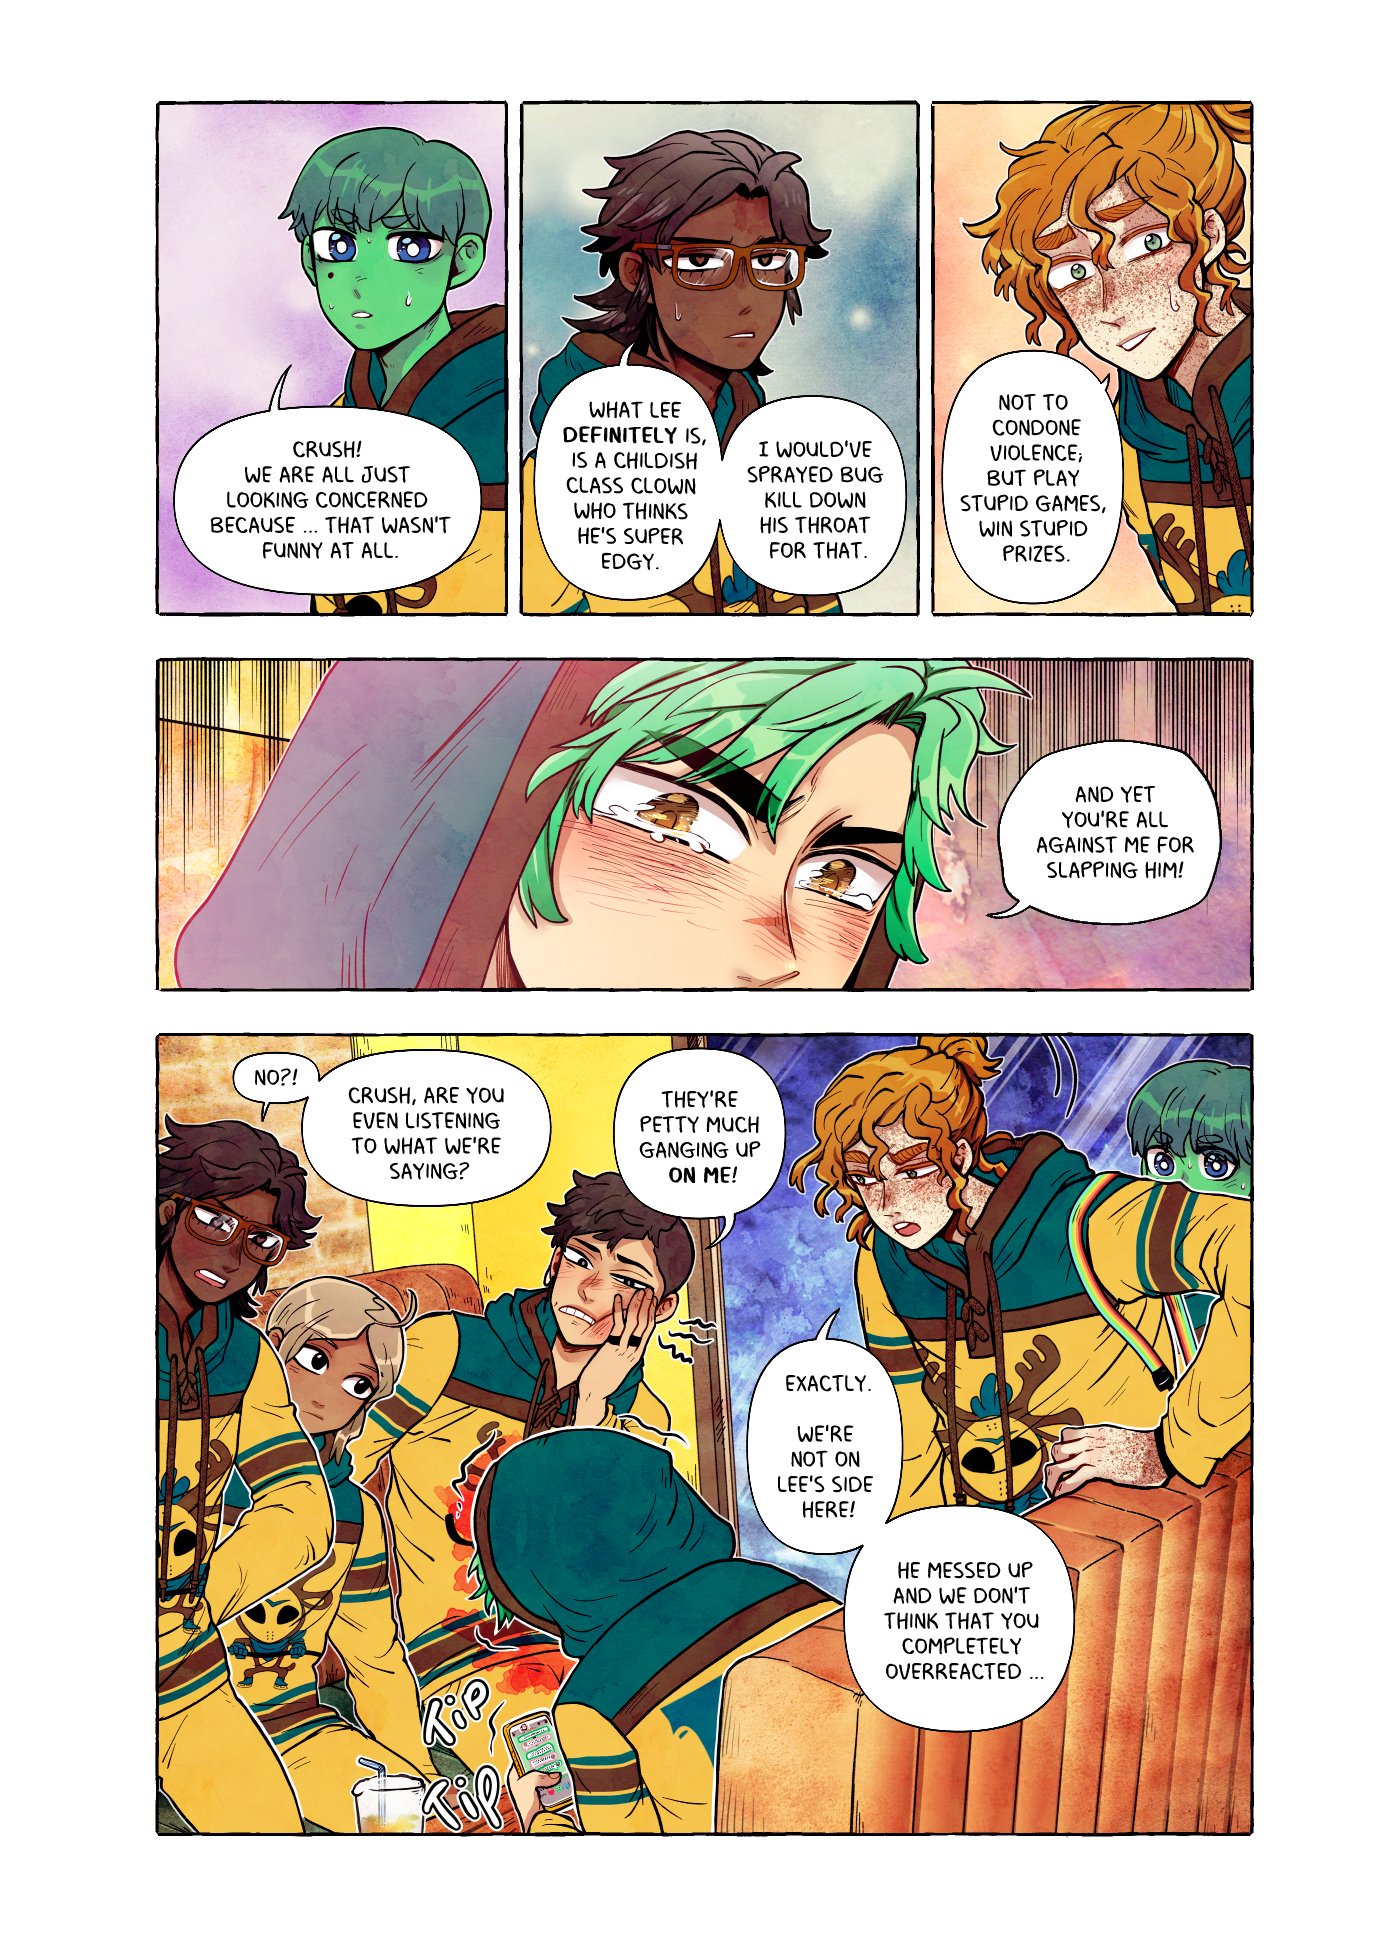 CRUSH!
WE ARE ALL JUST
LOOKING CONCERNED
BECAUSE ... THAT WASN'T
FUNNY AT ALL.
WHAT LEE
DEFINITELY IS,
IS A CHILDISH
CLASS CLOWN
WHO THINKS
HE'S SUPER
EDGY.
I WOULD'VE
SPRAYED BUG
KILL DOWN
HIS THROAT
FOR THAT.
NOT TO
CONDONE
VIOLENCE;
BUT PLAY
STUPID GAMES,
WIN STUPID
PRIZES.
AND YET
YOU'RE ALL
AGAINST ME FOR
SLAPPING HIM!
NO?!
CRUSH, ARE YOU
EVEN LISTENING
TO WHAT WE'RE
SAYING?
THEY'RE
PETTY MUCH
GANGING UP
ON ME!
EXACTLY.
WE'RE
NOT ON
LEE'S SIDE
HERE!
HE MESSED UP
AND WE DON'T
THINK THAT YOU
COMPLETELY
OVERREACTED ...
TIP
TIP